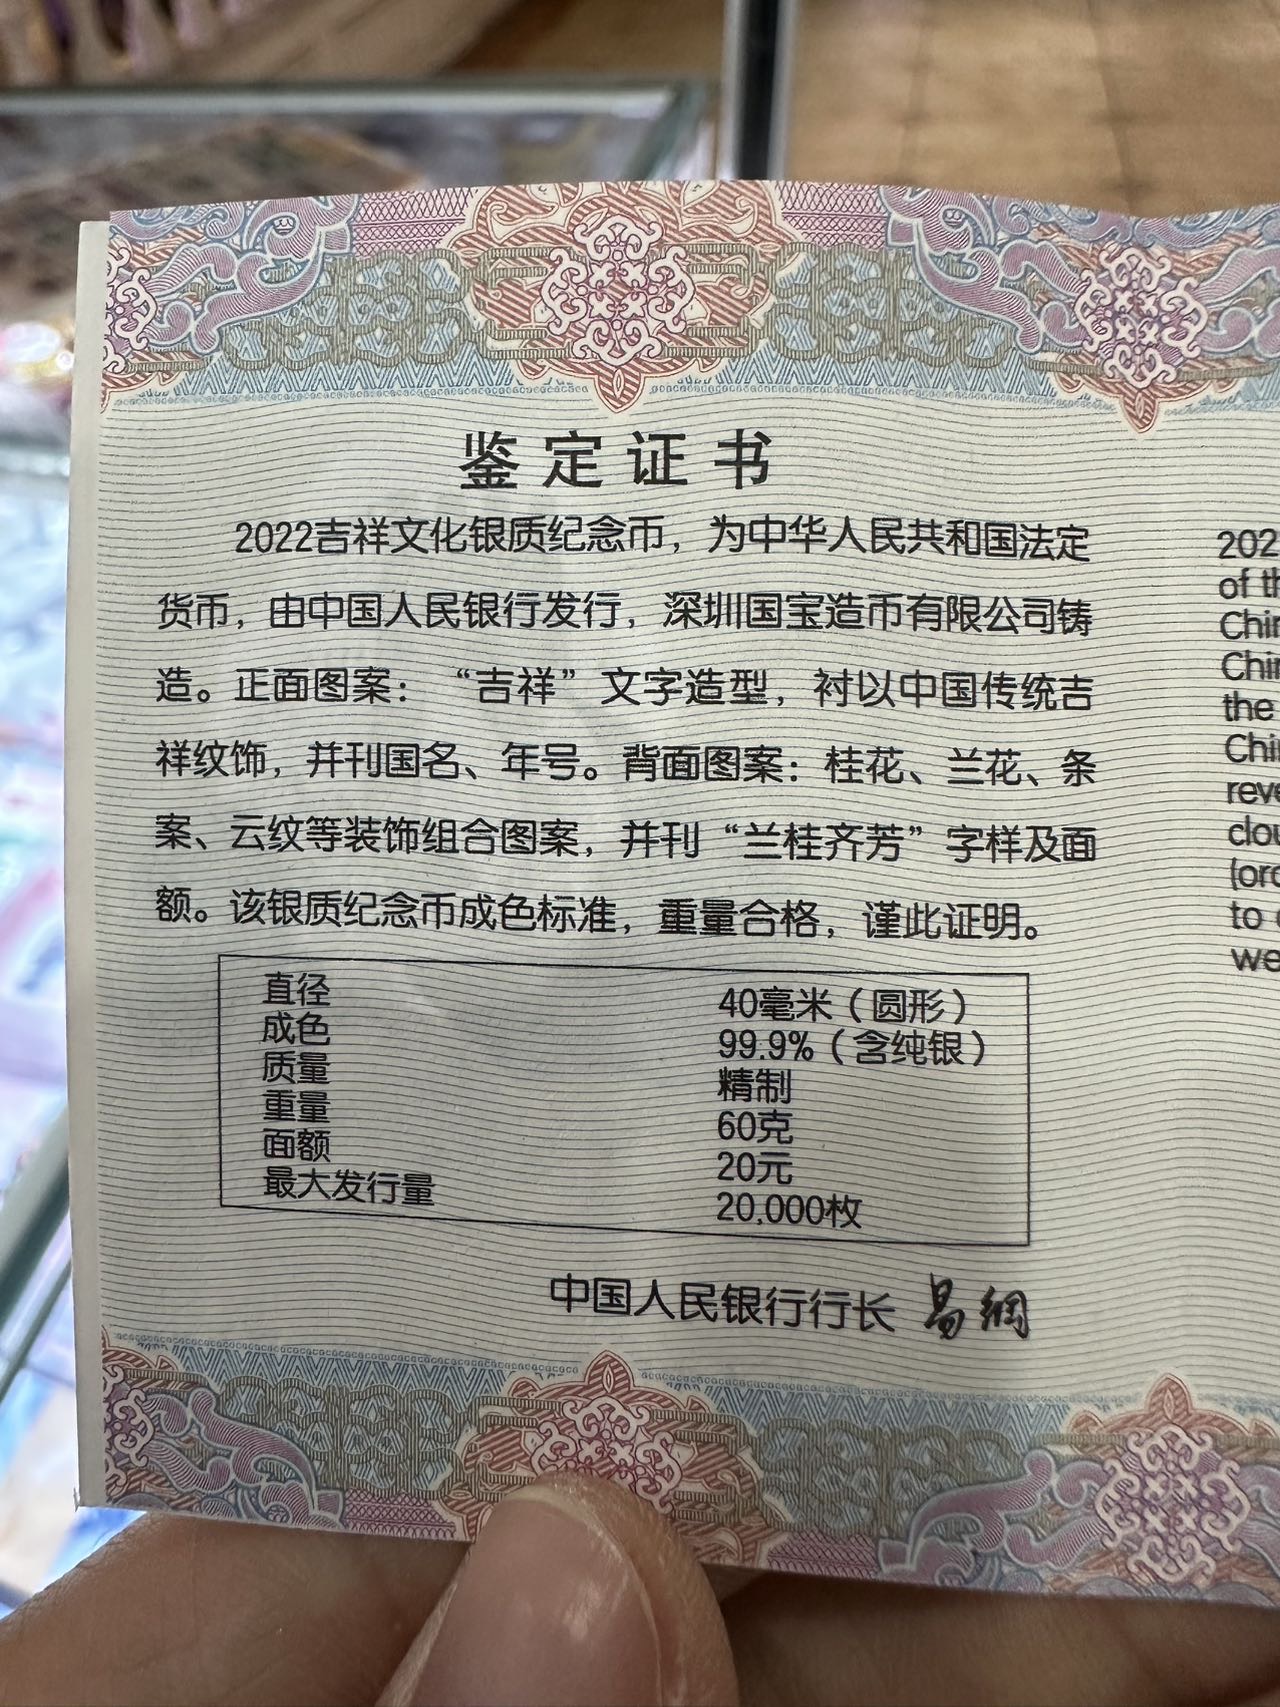 鉴定证书
2022吉祥文化银质纪念币，为中华人民共和国法定
货币，由中国人民银行发行，深圳国宝造币有限公司铸
造。正面图案：“吉祥”文字造型，衬以中国传统吉
祥纹饰，并刊国名、年号。背面图案：桂花、兰花、条
案、云纹等装饰组合图案，并刊“兰桂齐芳”字样及面
额。该银质纪念币成色标准，重量合格，谨此证明。
直径 40毫米（圆形）
成色 99.9%（含纯银）
质量 精制
重量 60克
面额 20元
最大发行量 20,000枚
中国人民银行行长 易纲
202
of th
Chin
Chin
the
Chin
reve
clou
(ord
to
we